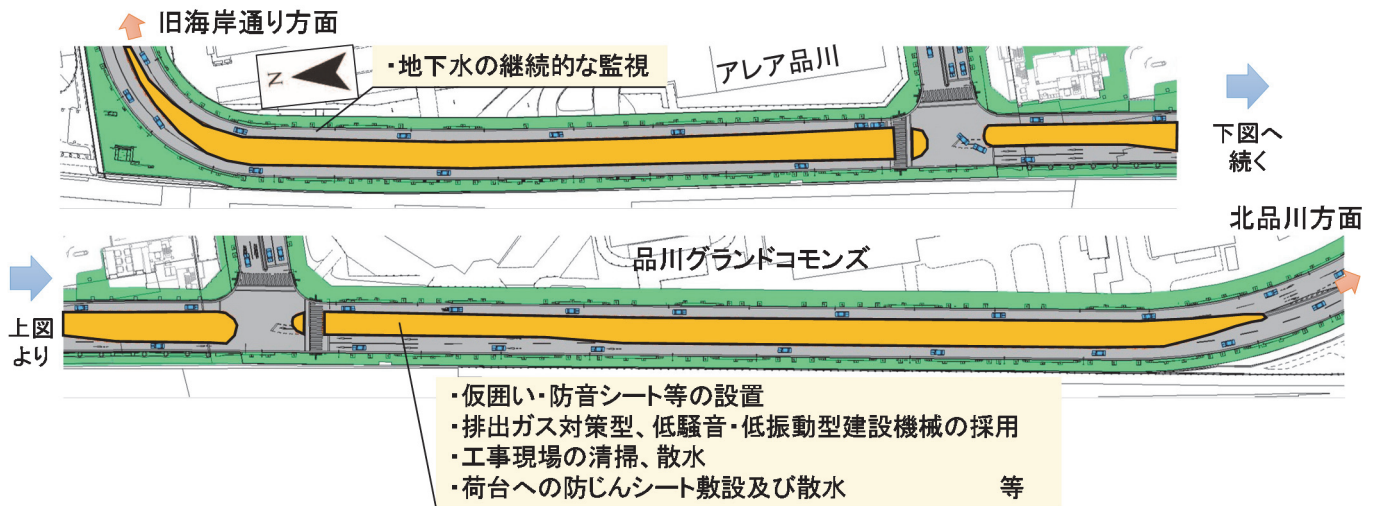 旧海岸通り方面
N
・地下水の継続的な監視
アレア品川
下図へ
続く
北品川方面
品川グランドコモンズ
上図
より
・仮囲い・防音シート等の設置
・排出ガス対策型、低騒音・低振動型建設機械の採用
・工事現場の清掃、散水
・荷台への防じんシート敷設及び散水 等